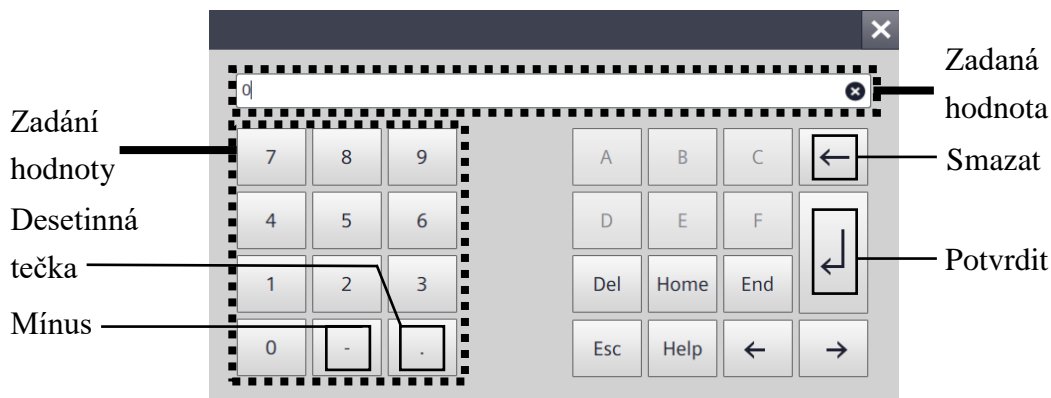 Zadaná
hodnota
0
Zadání
hodnoty
7 8 9 A B C ←
Smazat
Desetinná
tečka
4 5 6 D E F ↵
Potvrdit
1 2 3 Del Home End
Mínus
0 - . Esc Help ← →